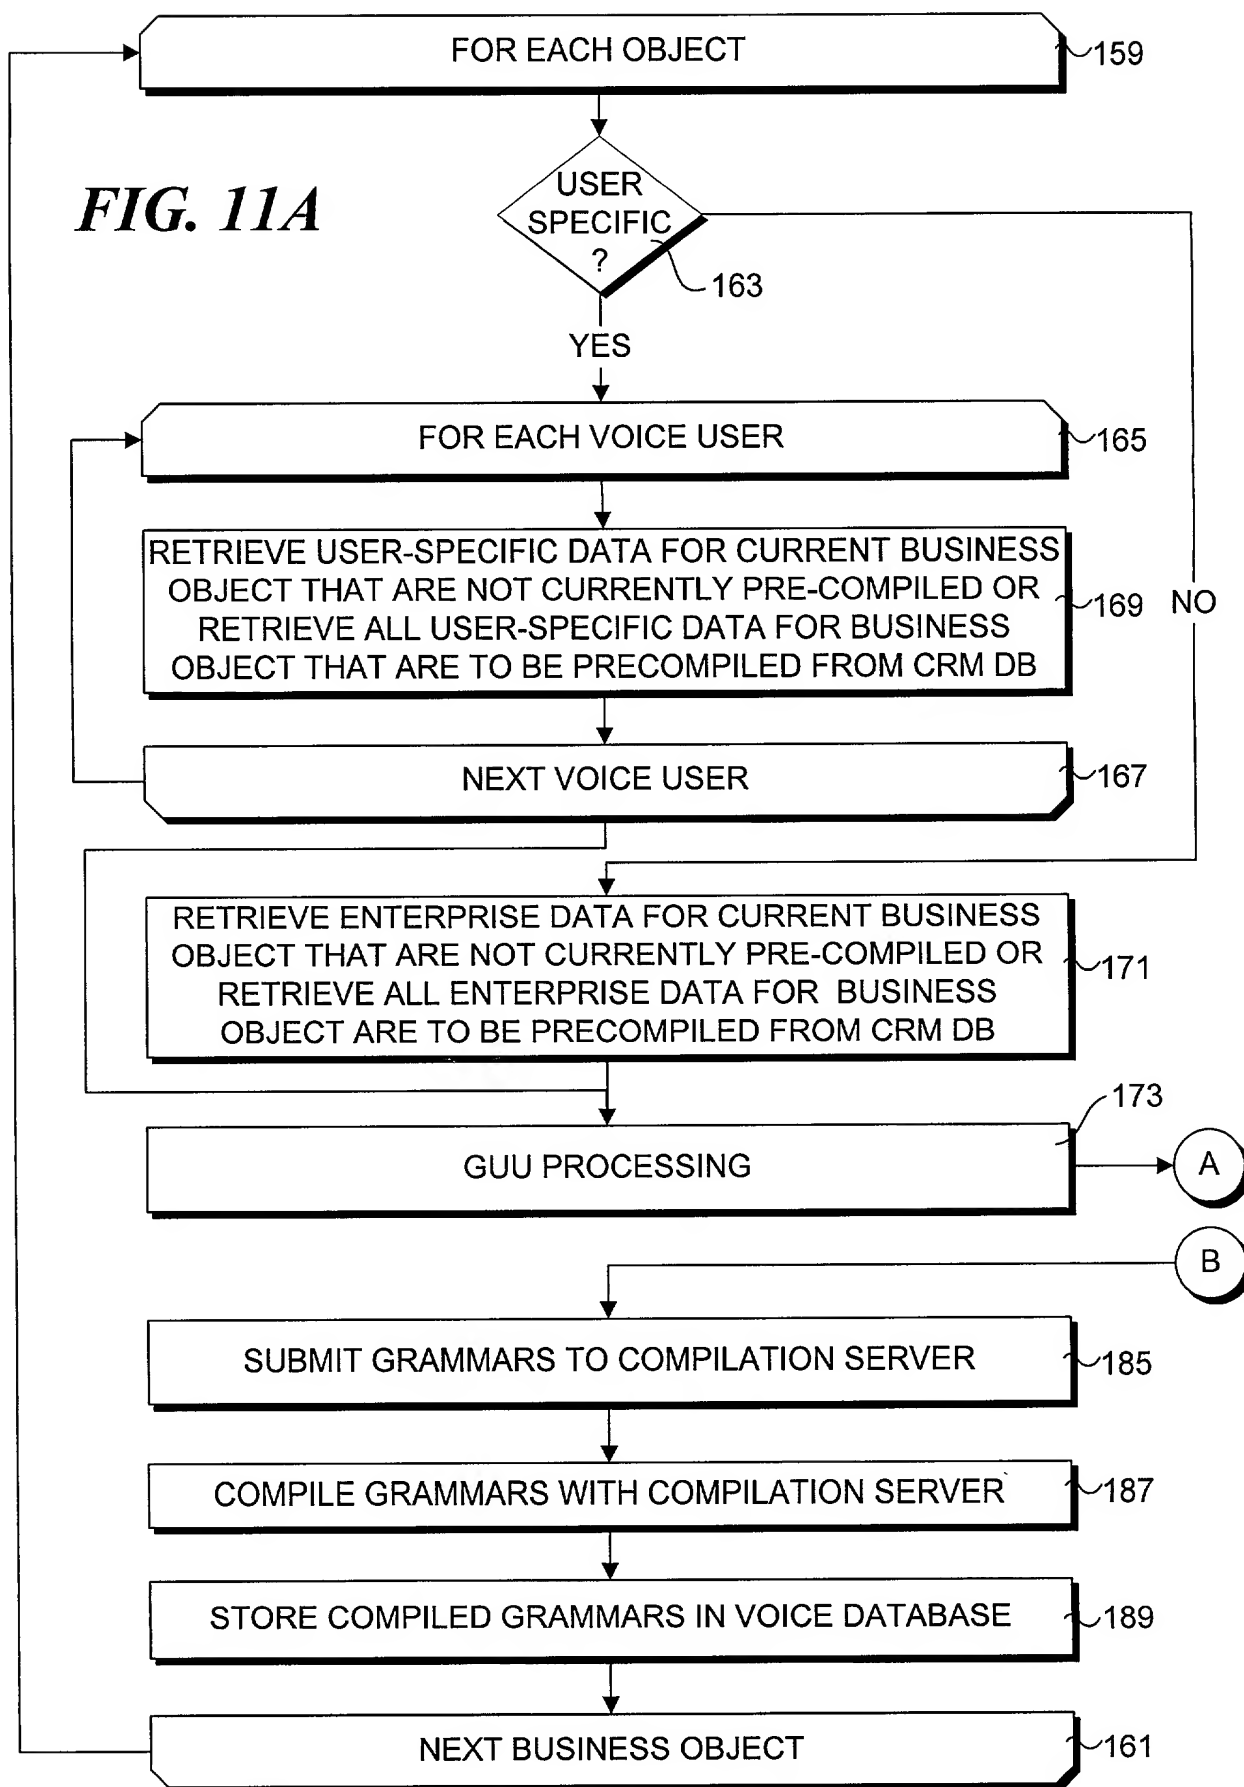 FOR EACH OBJECT
159
FIG. 11A
USER
SPECIFIC
?
163
YES
FOR EACH VOICE USER
165
RETRIEVE USER-SPECIFIC DATA FOR CURRENT BUSINESS
OBJECT THAT ARE NOT CURRENTLY PRE-COMPILED OR
RETRIEVE ALL USER-SPECIFIC DATA FOR BUSINESS
OBJECT THAT ARE TO BE PRECOMPILED FROM CRM DB
169
NO
NEXT VOICE USER
167
RETRIEVE ENTERPRISE DATA FOR CURRENT BUSINESS
OBJECT THAT ARE NOT CURRENTLY PRE-COMPILED OR
RETRIEVE ALL ENTERPRISE DATA FOR BUSINESS
OBJECT ARE TO BE PRECOMPILED FROM CRM DB
171
173
GUU PROCESSING
A
B
SUBMIT GRAMMARS TO COMPILATION SERVER
185
COMPILE GRAMMARS WITH COMPILATION SERVER
187
STORE COMPILED GRAMMARS IN VOICE DATABASE
189
NEXT BUSINESS OBJECT
161